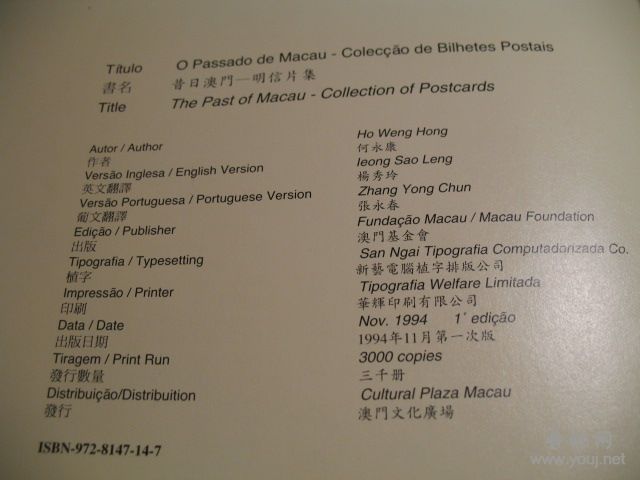 Título O Passado de Macau - Colecção de Bilhetes Postais
書名 昔日澳門—明信片集
Title The Past of Macau - Collection of Postcards
Autor / Author Ho Weng Hong
作者 何永康
Versão Inglesa / English Version Ieong Sao Leng
英文翻譯 楊秀玲
Versão Portuguesa / Portuguese Version Zhang Yong Chun
葡文翻譯 張永春
Edição / Publisher Fundação Macau / Macau Foundation
出版 澳門基金會
Tipografia / Typesetting San Ngai Tipografia Computadorizada Co.
植字 新藝電腦植字排版公司
Impressão / Printer Tipografia Welfare Limitada
印刷 華輝印刷有限公司
Data / Date Nov. 1994 1ª edição
出版日期 1994年11月第一次版
Tiragem / Print Run 3000 copies
發行數量 三千册
Distribuição/Distribuition Cultural Plaza Macau
發行 澳門文化廣場
ISBN-972-8147-14-7
www.youj.net